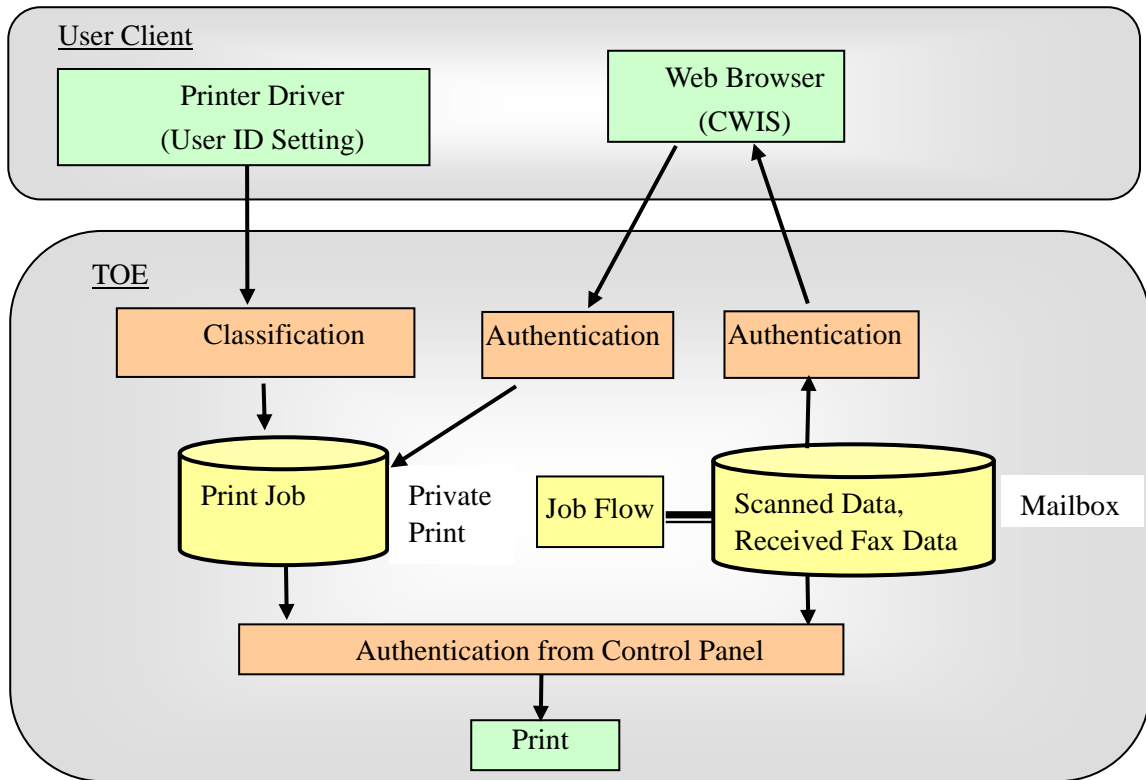 User Client
Printer Driver
(User ID Setting)
Web Browser
(CWIS)
TOE
Classification
Authentication
Authentication
Print Job
Private
Print
Job Flow
Scanned Data,
Received Fax Data
Mailbox
Authentication from Control Panel
Print